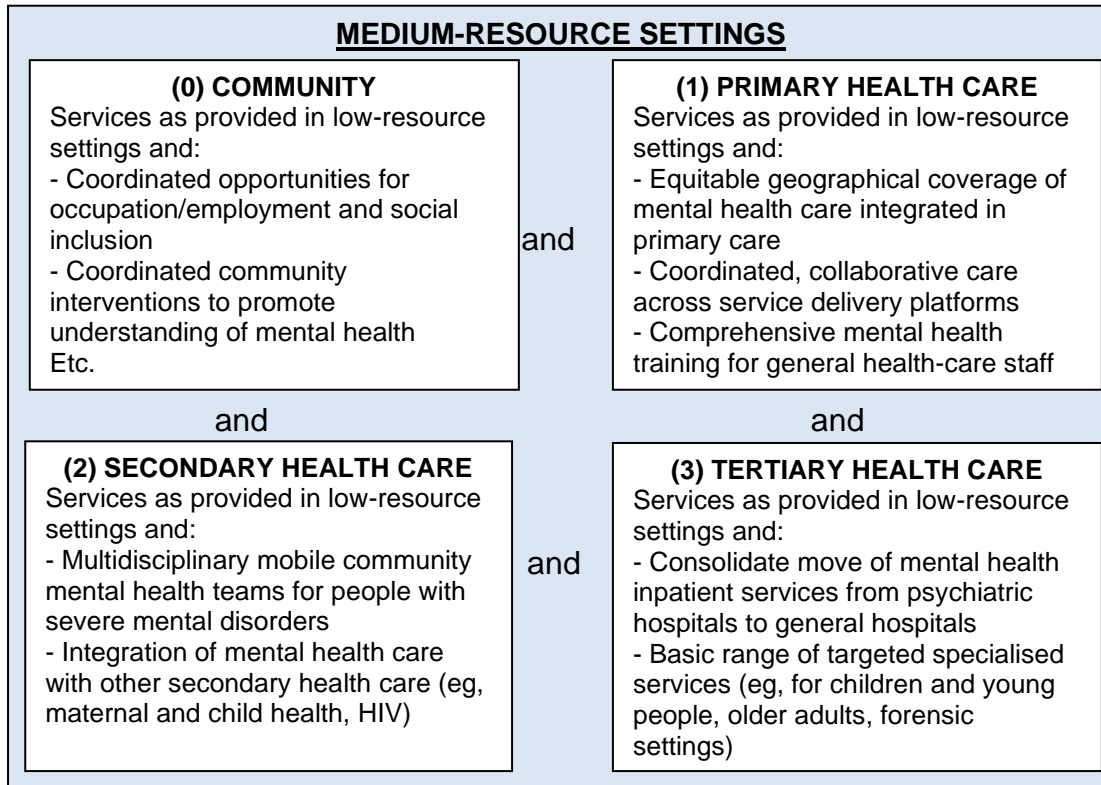 MEDIUM-RESOURCE SETTINGS
(0) COMMUNITY
Services as provided in low-resource
settings and:
- Coordinated opportunities for
occupation/employment and social
inclusion
- Coordinated community
interventions to promote
understanding of mental health
Etc.
and
(1) PRIMARY HEALTH CARE
Services as provided in low-resource
settings and:
- Equitable geographical coverage of
mental health care integrated in
primary care
- Coordinated, collaborative care
across service delivery platforms
- Comprehensive mental health
training for general health-care staff
and
and
(2) SECONDARY HEALTH CARE
Services as provided in low-resource
settings and:
- Multidisciplinary mobile community
mental health teams for people with
severe mental disorders
- Integration of mental health care
with other secondary health care (eg,
maternal and child health, HIV)
and
(3) TERTIARY HEALTH CARE
Services as provided in low-resource
settings and:
- Consolidate move of mental health
inpatient services from psychiatric
hospitals to general hospitals
- Basic range of targeted specialised
services (eg, for children and young
people, older adults, forensic
settings)